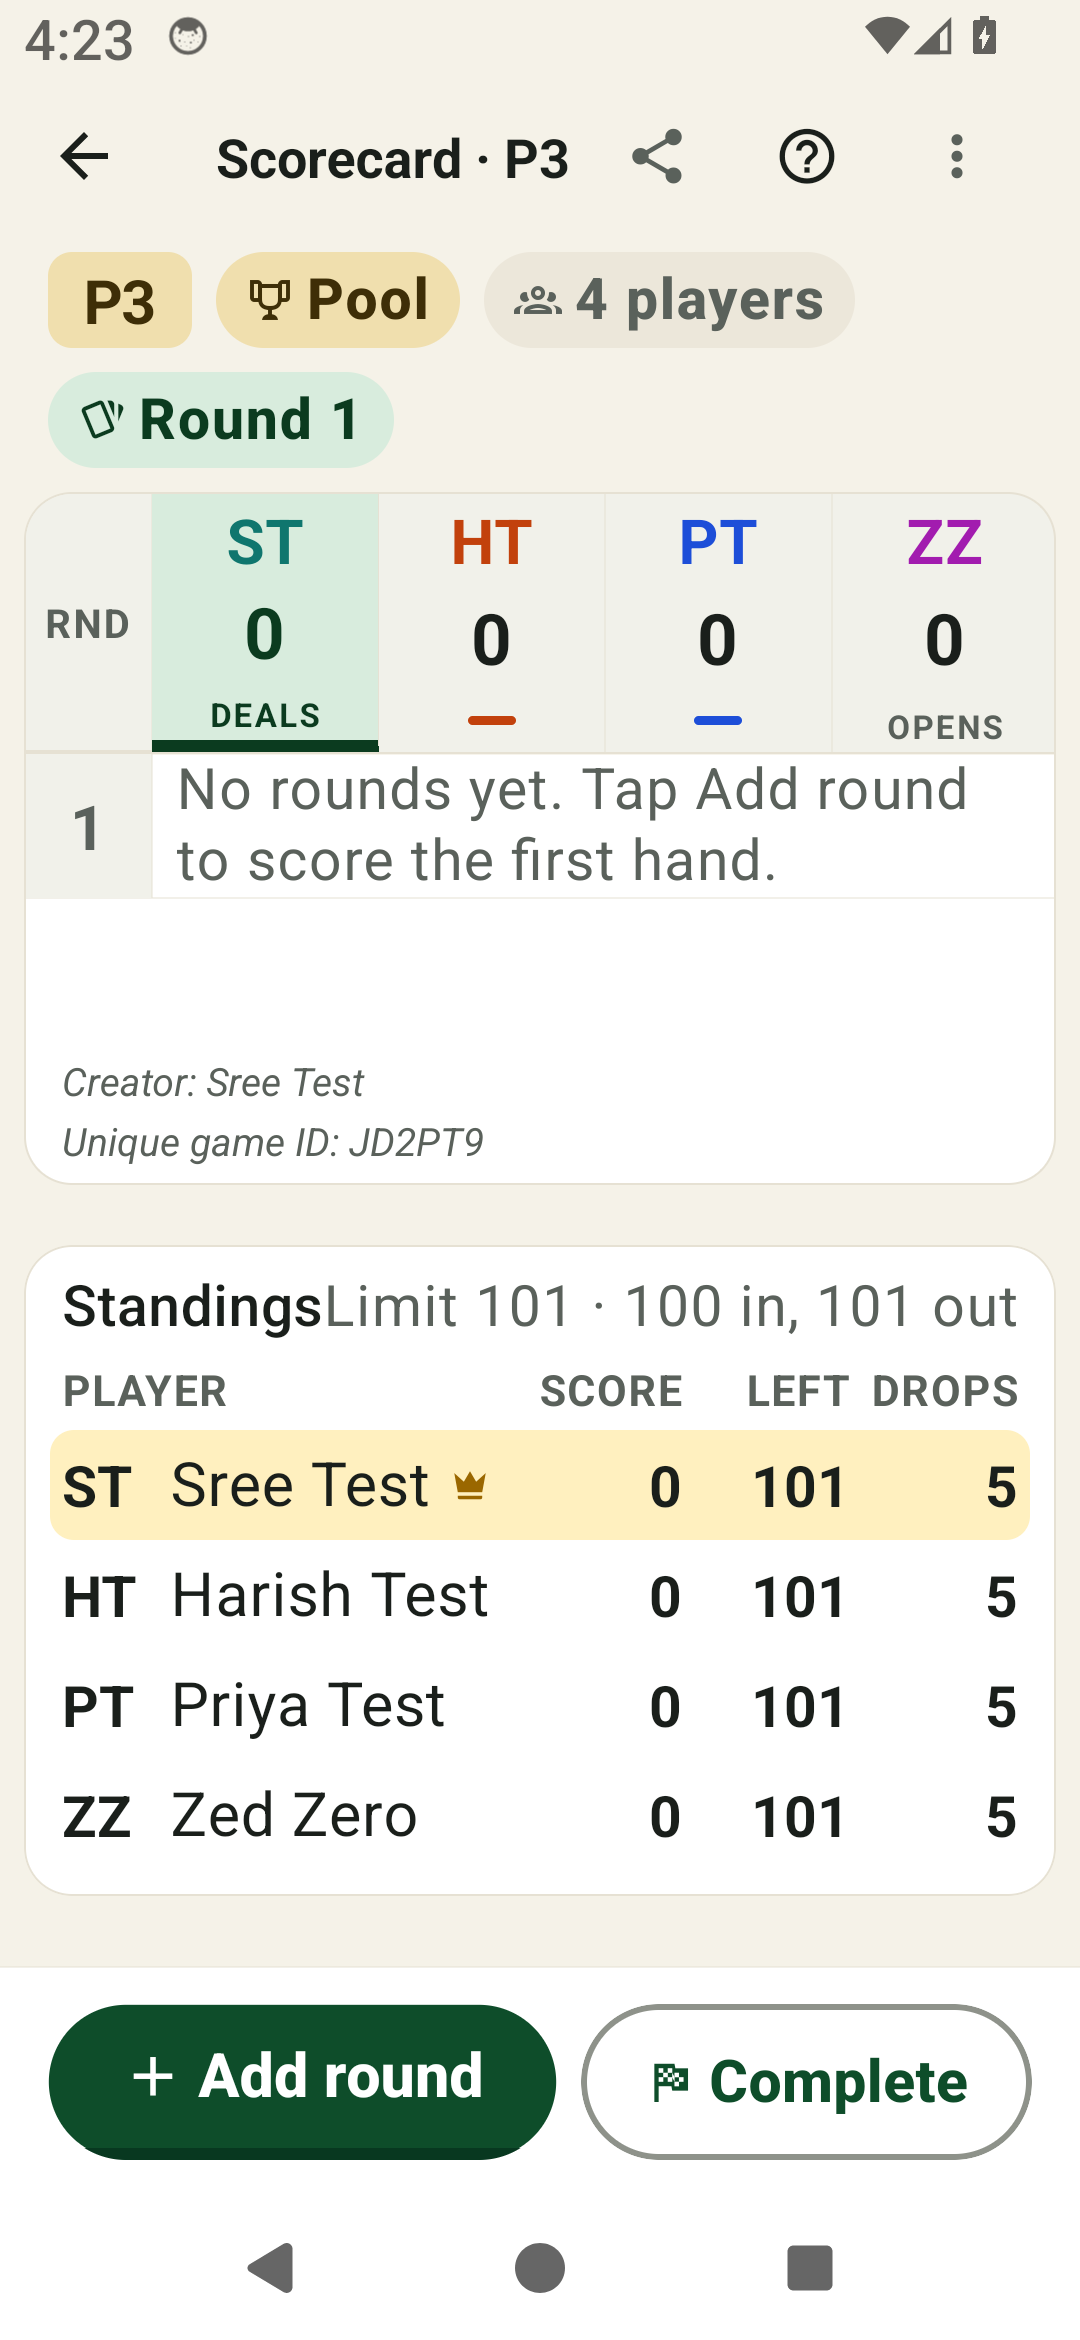 4:23
Scorecard · P3
P3
Pool
4 players
Round 1
RND
ST
HT
PT
ZZ
0
0
0
0
DEALS
OPENS
1
No rounds yet. Tap Add round
to score the first hand.
Creator: Sree Test
Unique game ID: JD2PT9
Standings Limit 101 · 100 in, 101 out
PLAYER SCORE LEFT DROPS
ST Sree Test 0 101 5
HT Harish Test 0 101 5
PT Priya Test 0 101 5
ZZ Zed Zero 0 101 5
+ Add round
Complete